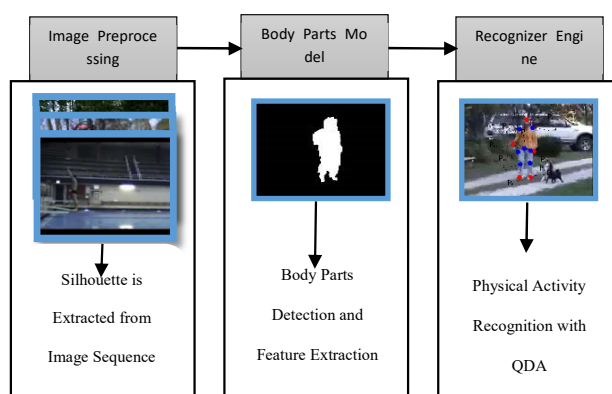 Image Preproce
ssing
Body Parts Mo
del
Recognizer Engi
ne
Silhouette is
Extracted from
Image Sequence
Body Parts
Detection and
Feature Extraction
Physical Activity
Recognition with
QDA